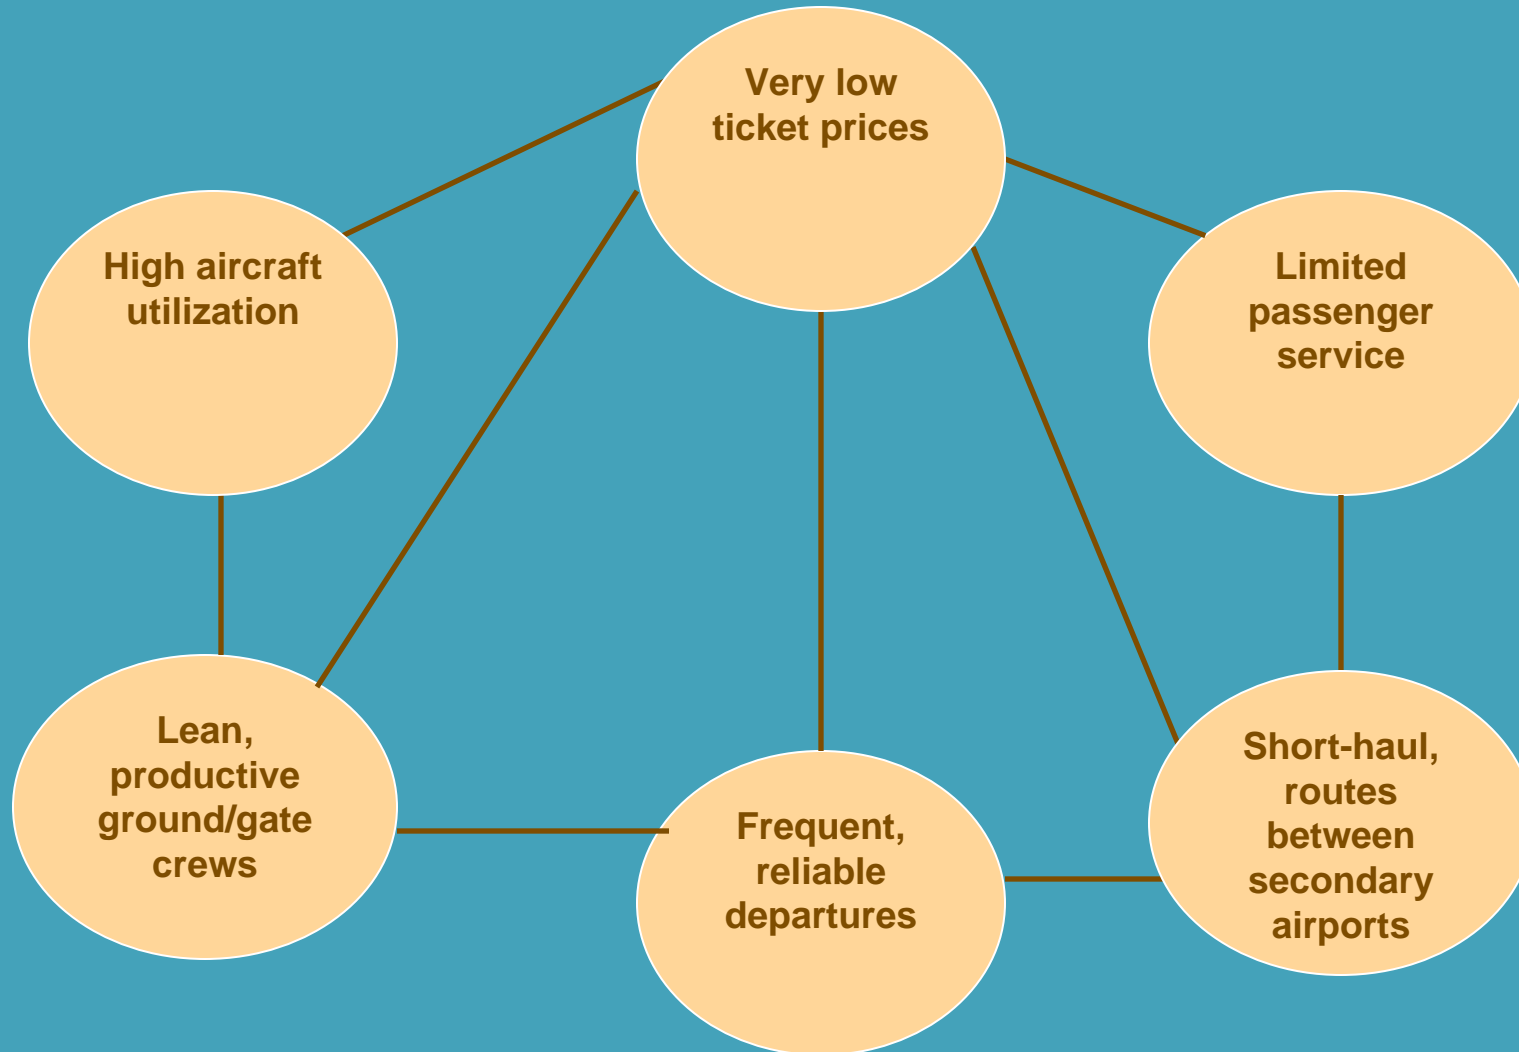 Very low
ticket prices
High aircraft
utilization
Limited
passenger
service
Lean,
productive
ground/gate
crews
Frequent,
reliable
departures
Short-haul,
routes
between
secondary
airports